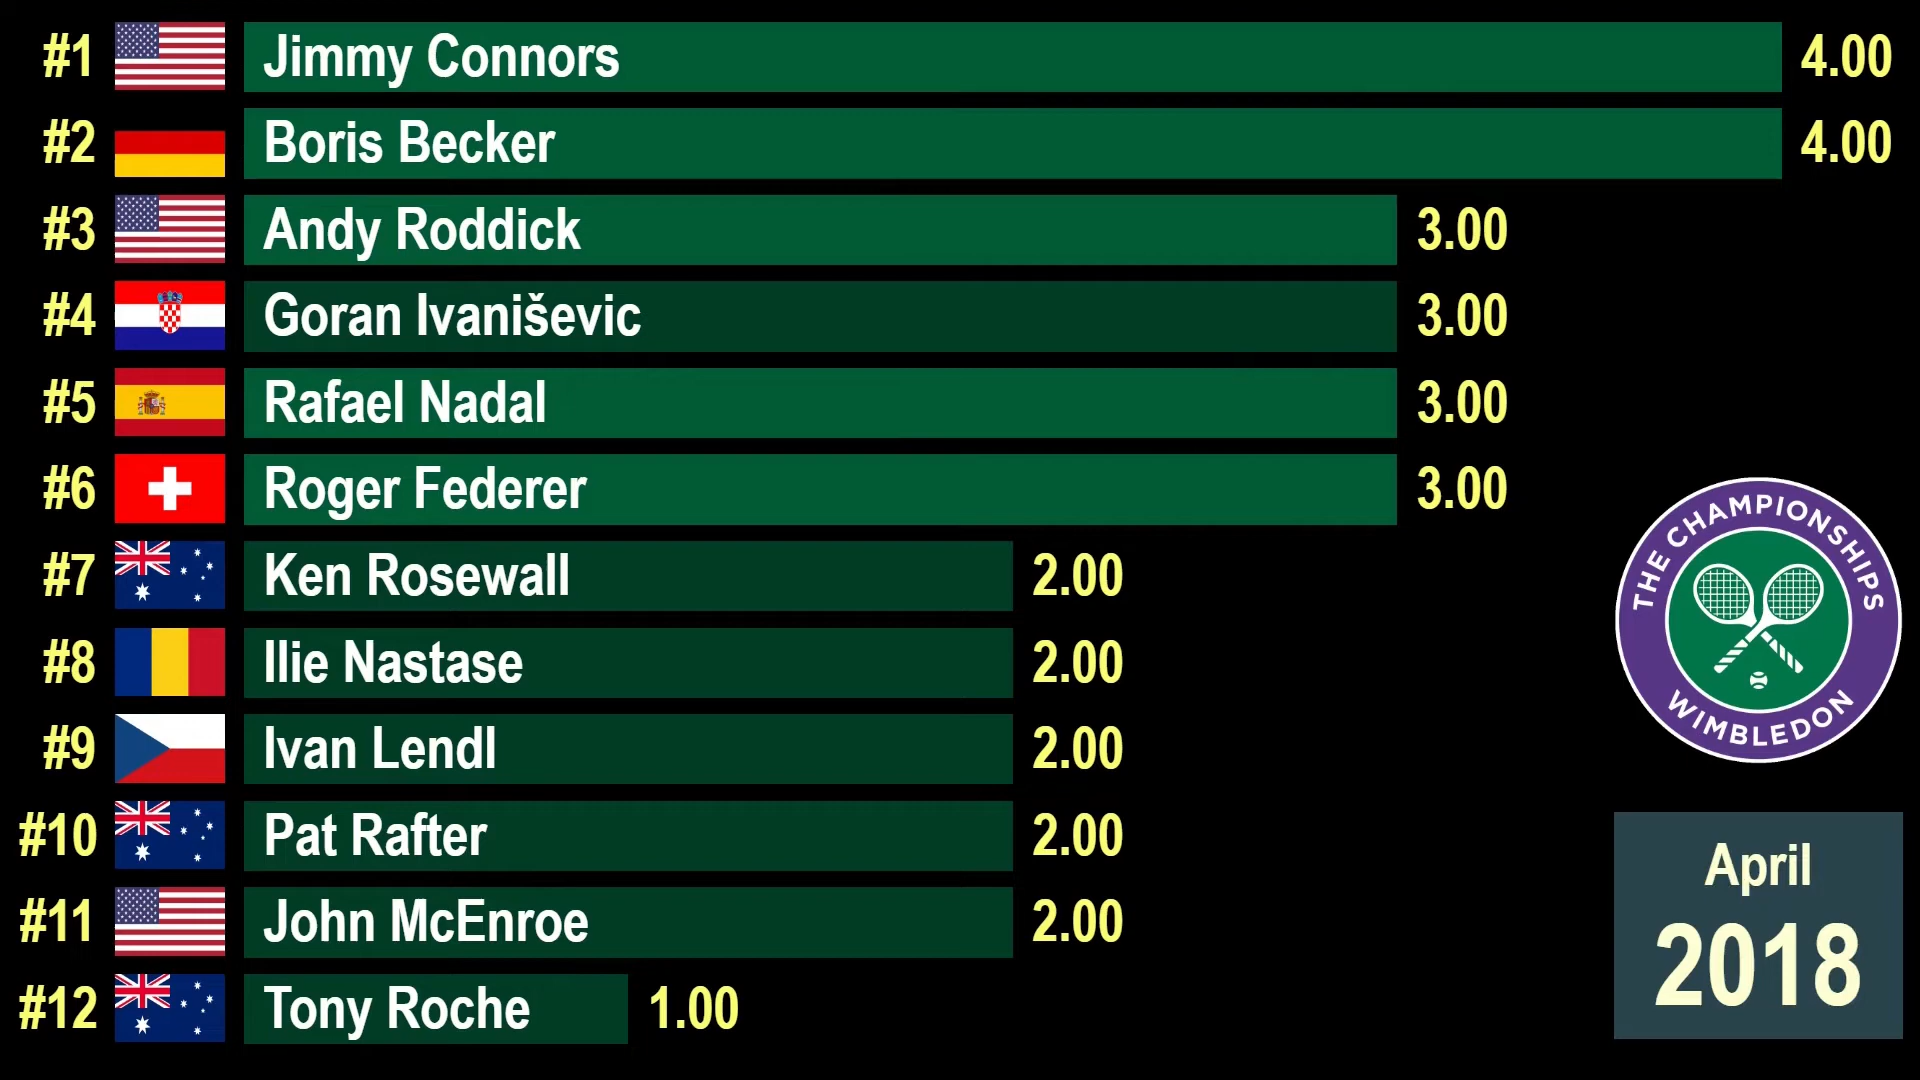 #1 Jimmy Connors 4.00
#2 Boris Becker 4.00
#3 Andy Roddick 3.00
#4 Goran Ivaniševic 3.00
#5 Rafael Nadal 3.00
#6 Roger Federer 3.00
#7 Ken Rosewall 2.00
#8 Ilie Nastase 2.00
#9 Ivan Lendl 2.00
#10 Pat Rafter 2.00
#11 John McEnroe 2.00
#12 Tony Roche 1.00
THE CHAMPIONSHIPS
WIMBLEDON
April
2018